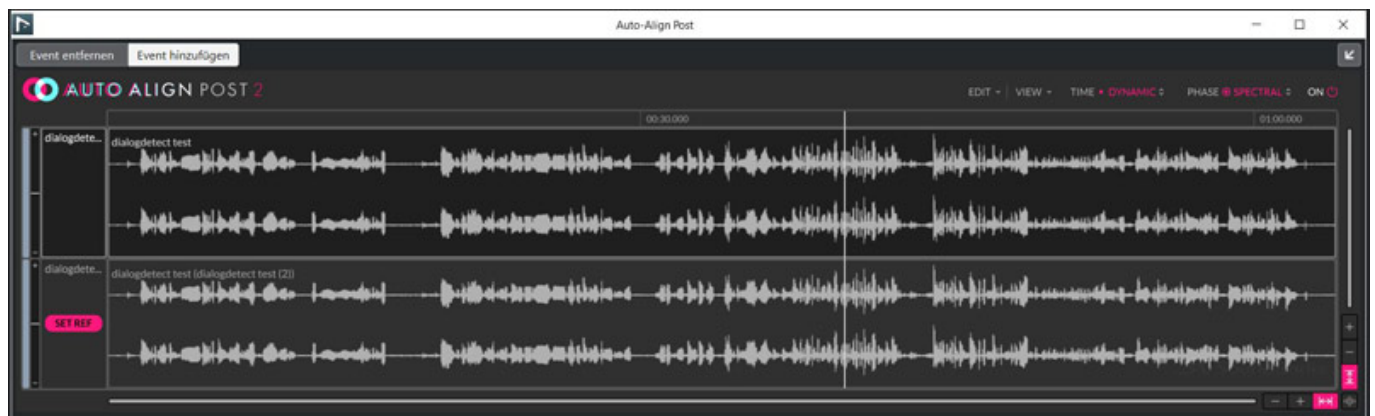 Auto-Align Post
Event entfernen Event hinzufügen
AUTO ALIGN POST 2 EDIT VIEW TIME • DYNAMIC PHASE SPECTRAL ON
00:30.000 01:00.000
dialogdete... dialogdetect test
dialogdete... dialogdetect test (dialogdetect test (2))
SET REF